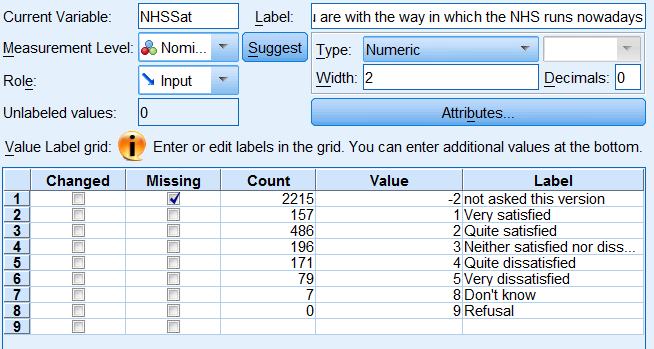 Current Variable: NHSSat Label: u are with the way in which the NHS runs nowadays
Measurement Level: Nomi... Suggest Type: Numeric
Role: Input Width: 2 Decimals: 0
Unlabeled values: 0 Attributes...
Value Label grid: Enter or edit labels in the grid. You can enter additional values at the bottom.
Changed Missing Count Value Label
1 2215 -2 not asked this version
2 157 1 Very satisfied
3 486 2 Quite satisfied
4 196 3 Neither satisfied nor diss...
5 171 4 Quite dissatisfied
6 79 5 Very dissatisfied
7 7 8 Don't know
8 0 9 Refusal
9